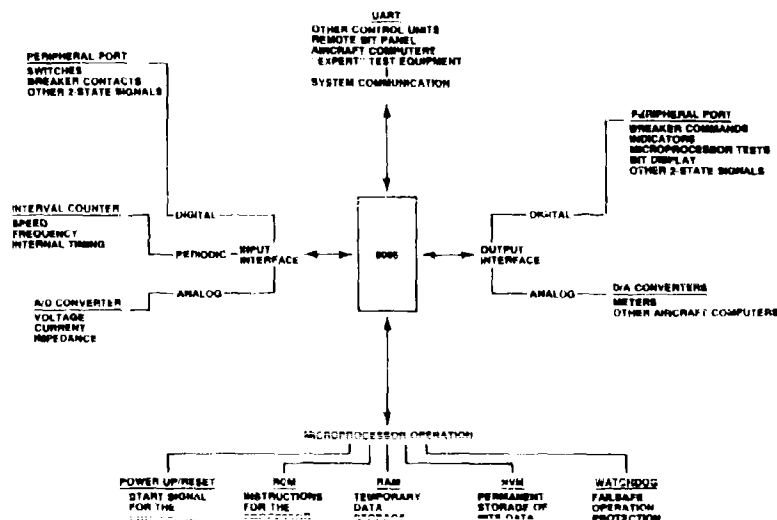 UART
OTHER CONTROL UNITS
REMOTE BIT PANEL
AIRCRAFT COMPUTERS
"EXPERT" TEST EQUIPMENT
SYSTEM COMMUNICATION
PERIPHERAL PORT
SWITCHES
BREAKER CONTACTS
OTHER 2-STATE SIGNALS
PERIPHERAL PORT
BREAKER COMMANDS
INDICATORS
MICROPROCESSOR TESTS
BIT DISPLAY
OTHER 2-STATE SIGNALS
INTERVAL COUNTER
SPEED
FREQUENCY
INTERNAL TIMING
DIGITAL
PERIODIC
INPUT
INTERFACE
ANALOG
A/D CONVERTER
VOLTAGE
CURRENT
IMPEDANCE
DIGITAL
OUTPUT
INTERFACE
ANALOG
D/A CONVERTERS
METERS
OTHER AIRCRAFT COMPUTERS
MICROPROCESSOR OPERATION
POWER UP/RESET
START SIGNAL
FOR THE
ROM
INSTRUCTIONS
FOR THE
PROCESSOR
RAM
TEMPORARY
DATA
STORAGE
NVM
PERMANENT
STORAGE OF
DATA
WATCHDOG
FAILSAFE
OPERATION
PROTECTION